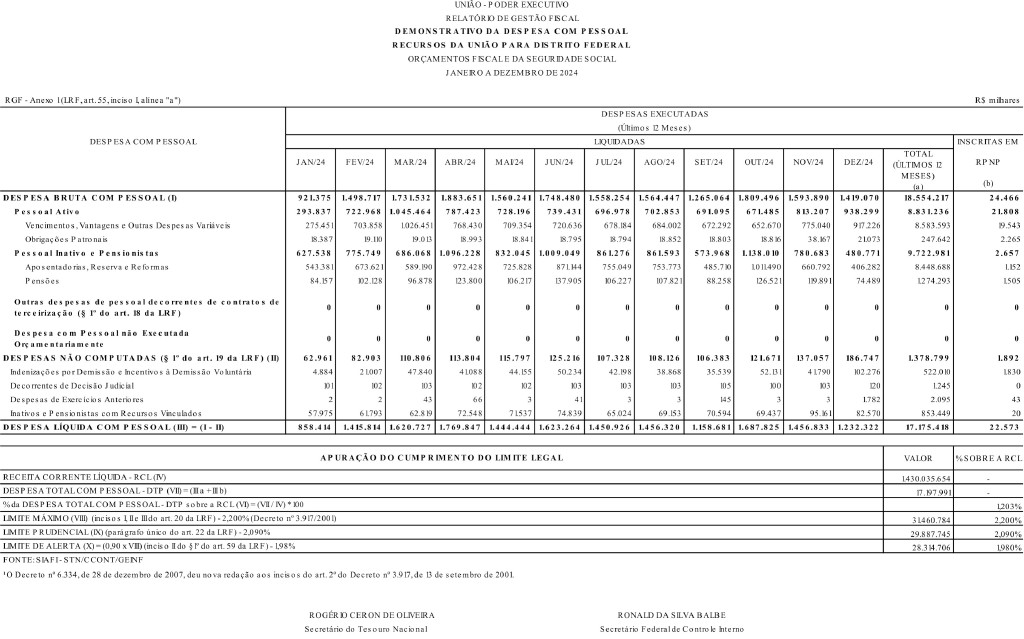 UNIÃO - PODER EXECUTIVO
RELATÓRIO DE GESTÃO FISCAL
DEMONSTRATIVO DA DESPESA COM PESSOAL
RECURSOS DA UNIÃO PARA DISTRITO FEDERAL
ORÇAMENTOS FISCAL E DA SEGURIDADE SOCIAL
JANEIRO A DEZEMBRO DE 2024
RGF - Anexo 1 (LRF, art. 55, inciso I, alínea "a") R$ milhares
DESPESAS EXECUTADAS
(Últimos 12 Meses)
DESPESA COM PESSOAL LIQUIDADAS INSCRITAS EM
JAN/24 FEV/24 MAR/24 ABR/24 MAI/24 JUN/24 JUL/24 AGO/24 SET/24 OUT/24 NOV/24 DEZ/24 TOTAL (ÚLTIMOS 12 MESES) (a) RPNP (b)
DESPESA BRUTA COM PESSOAL (I) 921.375 1.498.717 1.731.532 1.883.651 1.560.241 1.748.480 1.558.254 1.564.447 1.265.064 1.809.496 1.593.890 1.419.070 18.554.217 24.466
Pessoal Ativo 293.837 722.968 1.045.464 787.423 728.196 739.431 696.978 702.853 691.095 671.485 813.207 938.299 8.831.236 21.808
Vencimentos, Vantagens e Outras Despesas Variáveis 275.451 703.858 1.026.451 768.430 709.354 720.636 678.184 684.002 672.292 652.670 775.040 917.226 8.583.593 19.543
Obrigações Patronais 18.387 19.110 19.013 18.993 18.841 18.795 18.794 18.852 18.803 18.816 38.167 21.073 247.642 2.265
Pessoal Inativo e Pensionistas 627.538 775.749 686.068 1.096.228 832.045 1.009.049 861.276 861.593 573.968 1.138.010 780.683 480.771 9.722.981 2.657
Aposentadorias, Reserva e Reformas 543.381 673.621 589.190 972.428 725.828 871.144 755.049 753.773 485.710 1.011.490 660.792 406.282 8.448.688 1.152
Pensões 84.157 102.128 96.878 123.800 106.217 137.905 106.227 107.821 88.258 126.521 119.891 74.489 1.274.293 1.505
Outras despesas de pessoal decorrentes de contratos de
terceirização (§ 1º do art. 18 da LRF) 0 0 0 0 0 0 0 0 0 0 0 0 0 0
Despesa com Pessoal não Executada
Orçamentariamente 0 0 0 0 0 0 0 0 0 0 0 0 0 0
DESPESAS NÃO COMPUTADAS (§ 1º do art. 19 da LRF) (II) 62.961 82.903 110.806 113.804 115.797 125.216 107.328 108.126 106.383 121.671 137.057 186.747 1.378.799 1.892
Indenizações por Demissão e Incentivos à Demissão Voluntária 4.884 21.007 47.840 41.088 44.155 50.234 42.198 38.868 35.539 52.131 41.790 102.276 522.010 1.830
Decorrentes de Decisão Judicial 101 102 103 102 102 103 103 103 105 100 103 120 1.245 0
Despesas de Exercícios Anteriores 2 2 43 66 3 41 3 3 145 3 3 1.782 2.095 43
Inativos e Pensionistas com Recursos Vinculados 57.975 61.793 62.819 72.548 71.537 74.839 65.024 69.153 70.594 69.437 95.161 82.570 853.449 20
DESPESA LÍQUIDA COM PESSOAL (III) = (I - II) 858.414 1.415.814 1.620.727 1.769.847 1.444.444 1.623.264 1.450.926 1.456.320 1.158.681 1.687.825 1.456.833 1.232.322 17.175.418 22.573
APURAÇÃO DO CUMPRIMENTO DO LIMITE LEGAL VALOR % SOBRE A RCL
RECEITA CORRENTE LÍQUIDA - RCL (IV) 1.430.035.654 -
DESPESA TOTAL COM PESSOAL - DTP (VII) = (III a + III b) 17.197.991 -
% da DESPESA TOTAL COM PESSOAL - DTP sobre a RCL (VI) = (VII / IV) * 100 1,203%
LIMITE MÁXIMO (VIII) (incisos I, II e III do art. 20 da LRF) - 2,200% (Decreto nº 3.917/2001) 31.460.784 2,200%
LIMITE PRUDENCIAL (IX) (parágrafo único do art. 22 da LRF) - 2,090% 29.887.745 2,090%
LIMITE DE ALERTA (X) = (0,90 x VIII) (inciso II do § 1º do art. 59 da LRF) - 1,98% 28.314.706 1,980%
FONTE: SIAFI - STN/CCONT/GEINF
¹O Decreto nº 6.334, de 28 de dezembro de 2007, deu nova redação aos incisos do art. 2º do Decreto nº 3.917, de 13 de setembro de 2001.
ROGÉRIO CERON DE OLIVEIRA RONALD DA SILVA BALBE
Secretário do Tesouro Nacional Secretário Federal de Controle Interno